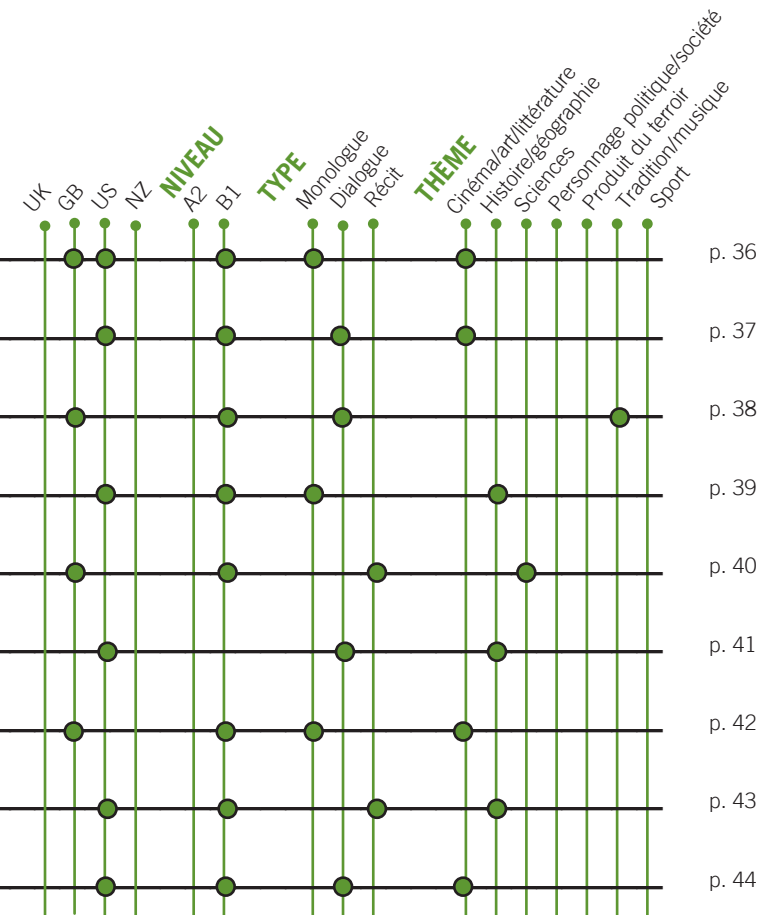 UK
GB
US
NZ
NIVEAU
A2
B1
TYPE
Monologue
Dialogue
Récit
THÈME
Cinéma/art/littérature
Histoire/géographie
Sciences
Personnage politique/société
Produit du terroir
Tradition/musique
Sport
p. 36
p. 37
p. 38
p. 39
p. 40
p. 41
p. 42
p. 43
p. 44